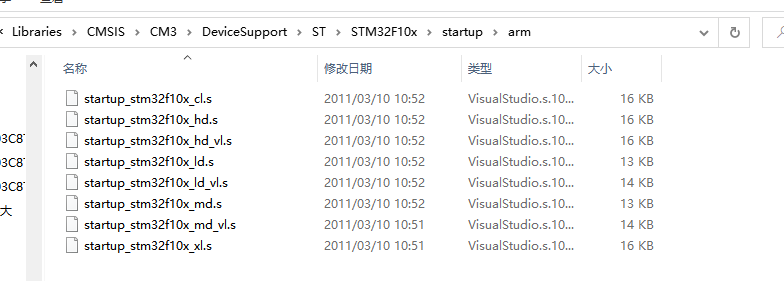 Libraries > CMSIS > CM3 > DeviceSupport > ST > STM32F10x > startup > arm
名称 修改日期 类型 大小
startup_stm32f10x_cl.s 2011/03/10 10:52 VisualStudio.s.10... 16 KB
startup_stm32f10x_hd.s 2011/03/10 10:52 VisualStudio.s.10... 16 KB
03C8T startup_stm32f10x_hd_vl.s 2011/03/10 10:52 VisualStudio.s.10... 16 KB
03C8T startup_stm32f10x_ld.s 2011/03/10 10:52 VisualStudio.s.10... 13 KB
03C8T startup_stm32f10x_ld_vl.s 2011/03/10 10:52 VisualStudio.s.10... 14 KB
大 startup_stm32f10x_md.s 2011/03/10 10:52 VisualStudio.s.10... 13 KB
startup_stm32f10x_md_vl.s 2011/03/10 10:51 VisualStudio.s.10... 14 KB
startup_stm32f10x_xl.s 2011/03/10 10:51 VisualStudio.s.10... 16 KB